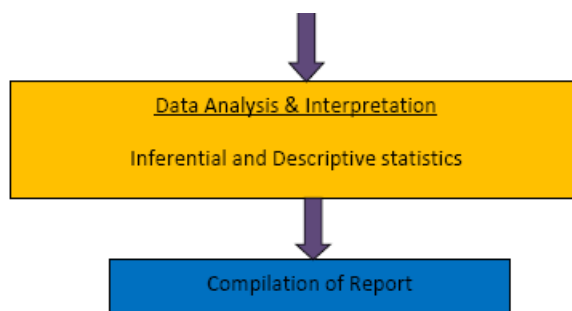 Data Analysis & Interpretation
Inferential and Descriptive statistics
Compilation of Report